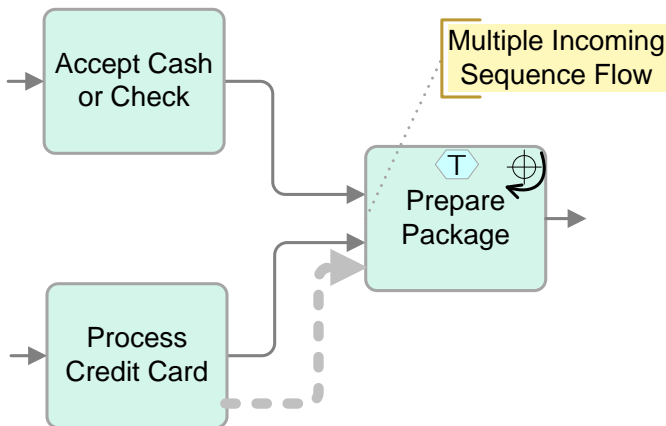 Accept Cash
or Check
Multiple Incoming
Sequence Flow
T
Prepare
Package
Process
Credit Card